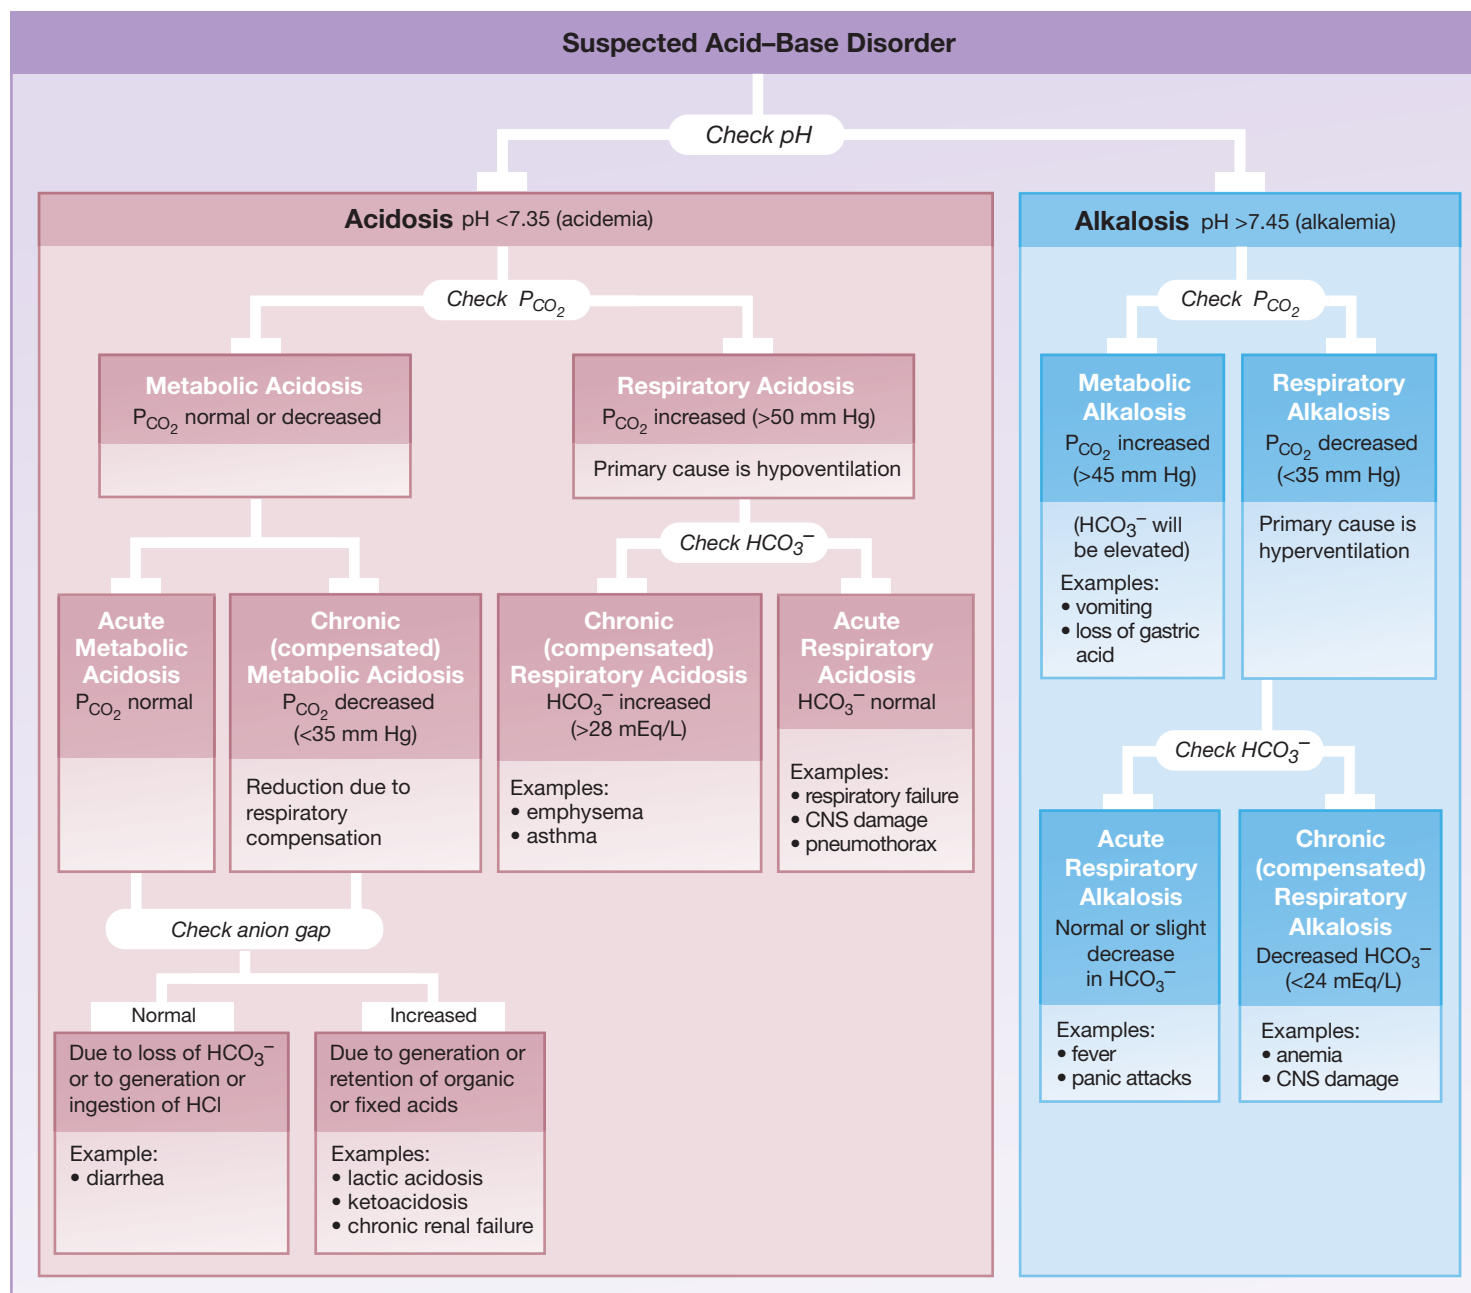 Suspected Acid–Base Disorder
Check pH
Acidosis pH <7.35 (acidemia)
Check PCO2
Metabolic Acidosis
PCO2 normal or decreased
Respiratory Acidosis
PCO2 increased (>50 mm Hg)
Primary cause is hypoventilation
Check HCO3–
Acute
Metabolic
Acidosis
PCO2 normal
Chronic
(compensated)
Metabolic Acidosis
PCO2 decreased
(<35 mm Hg)
Reduction due to
respiratory
compensation
Chronic
(compensated)
Respiratory Acidosis
HCO3– increased
(>28 mEq/L)
Examples:
• emphysema
• asthma
Acute
Respiratory
Acidosis
HCO3– normal
Examples:
• respiratory failure
• CNS damage
• pneumothorax
Check anion gap
Normal
Due to loss of HCO3–
or to generation or
ingestion of HCl
Example:
• diarrhea
Increased
Due to generation or
retention of organic
or fixed acids
Examples:
• lactic acidosis
• ketoacidosis
• chronic renal failure
Alkalosis pH >7.45 (alkalemia)
Check PCO2
Metabolic
Alkalosis
PCO2 increased
(>45 mm Hg)
(HCO3– will
be elevated)
Examples:
• vomiting
• loss of gastric
acid
Respiratory
Alkalosis
PCO2 decreased
(<35 mm Hg)
Primary cause is
hyperventilation
Check HCO3–
Acute
Respiratory
Alkalosis
Normal or slight
decrease
in HCO3–
Examples:
• fever
• panic attacks
Chronic
(compensated)
Respiratory
Alkalosis
Decreased HCO3–
(<24 mEq/L)
Examples:
• anemia
• CNS damage